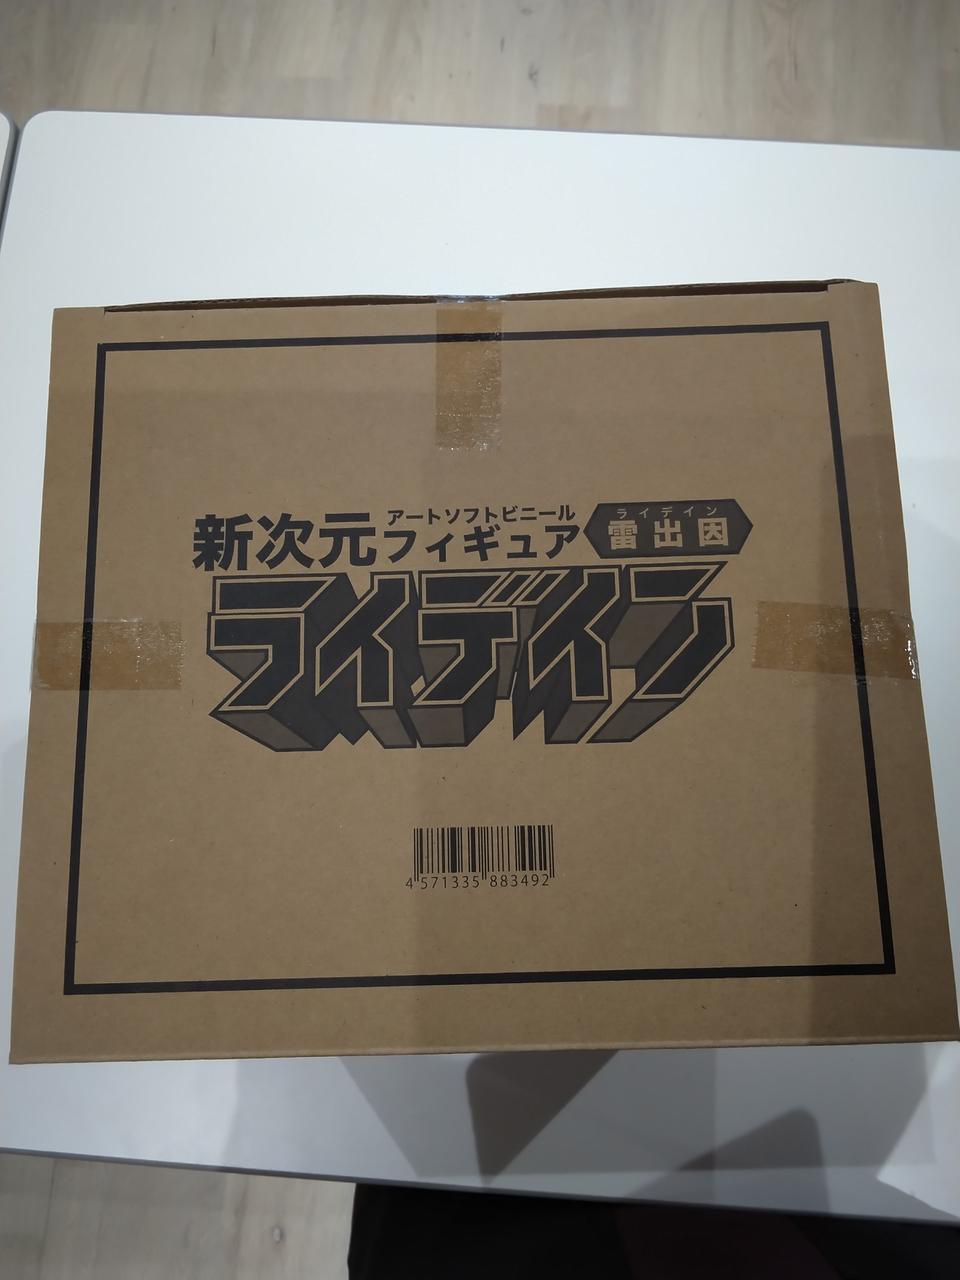 新次元
アートソフトビニール
フィギュア
ライデイン
雷出因
ライディン
4 571335 883492